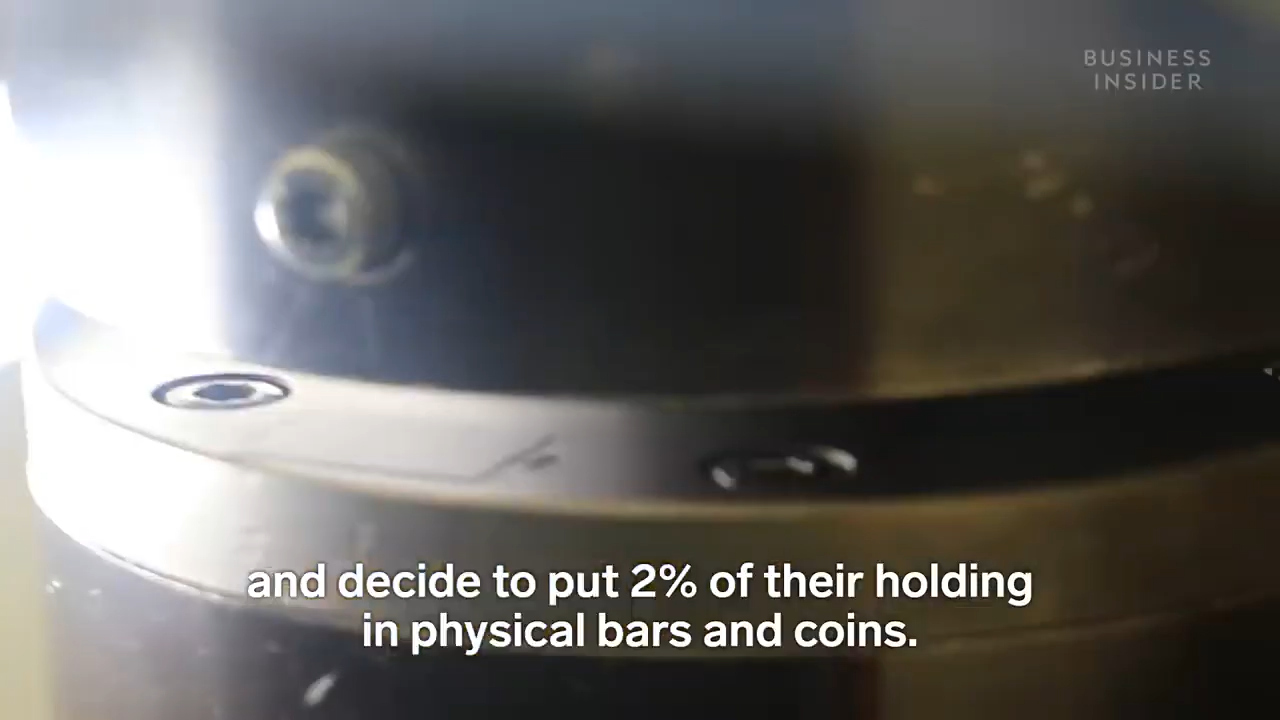 BUSINESS
INSIDER
and decide to put 2% of their holding
in physical bars and coins.